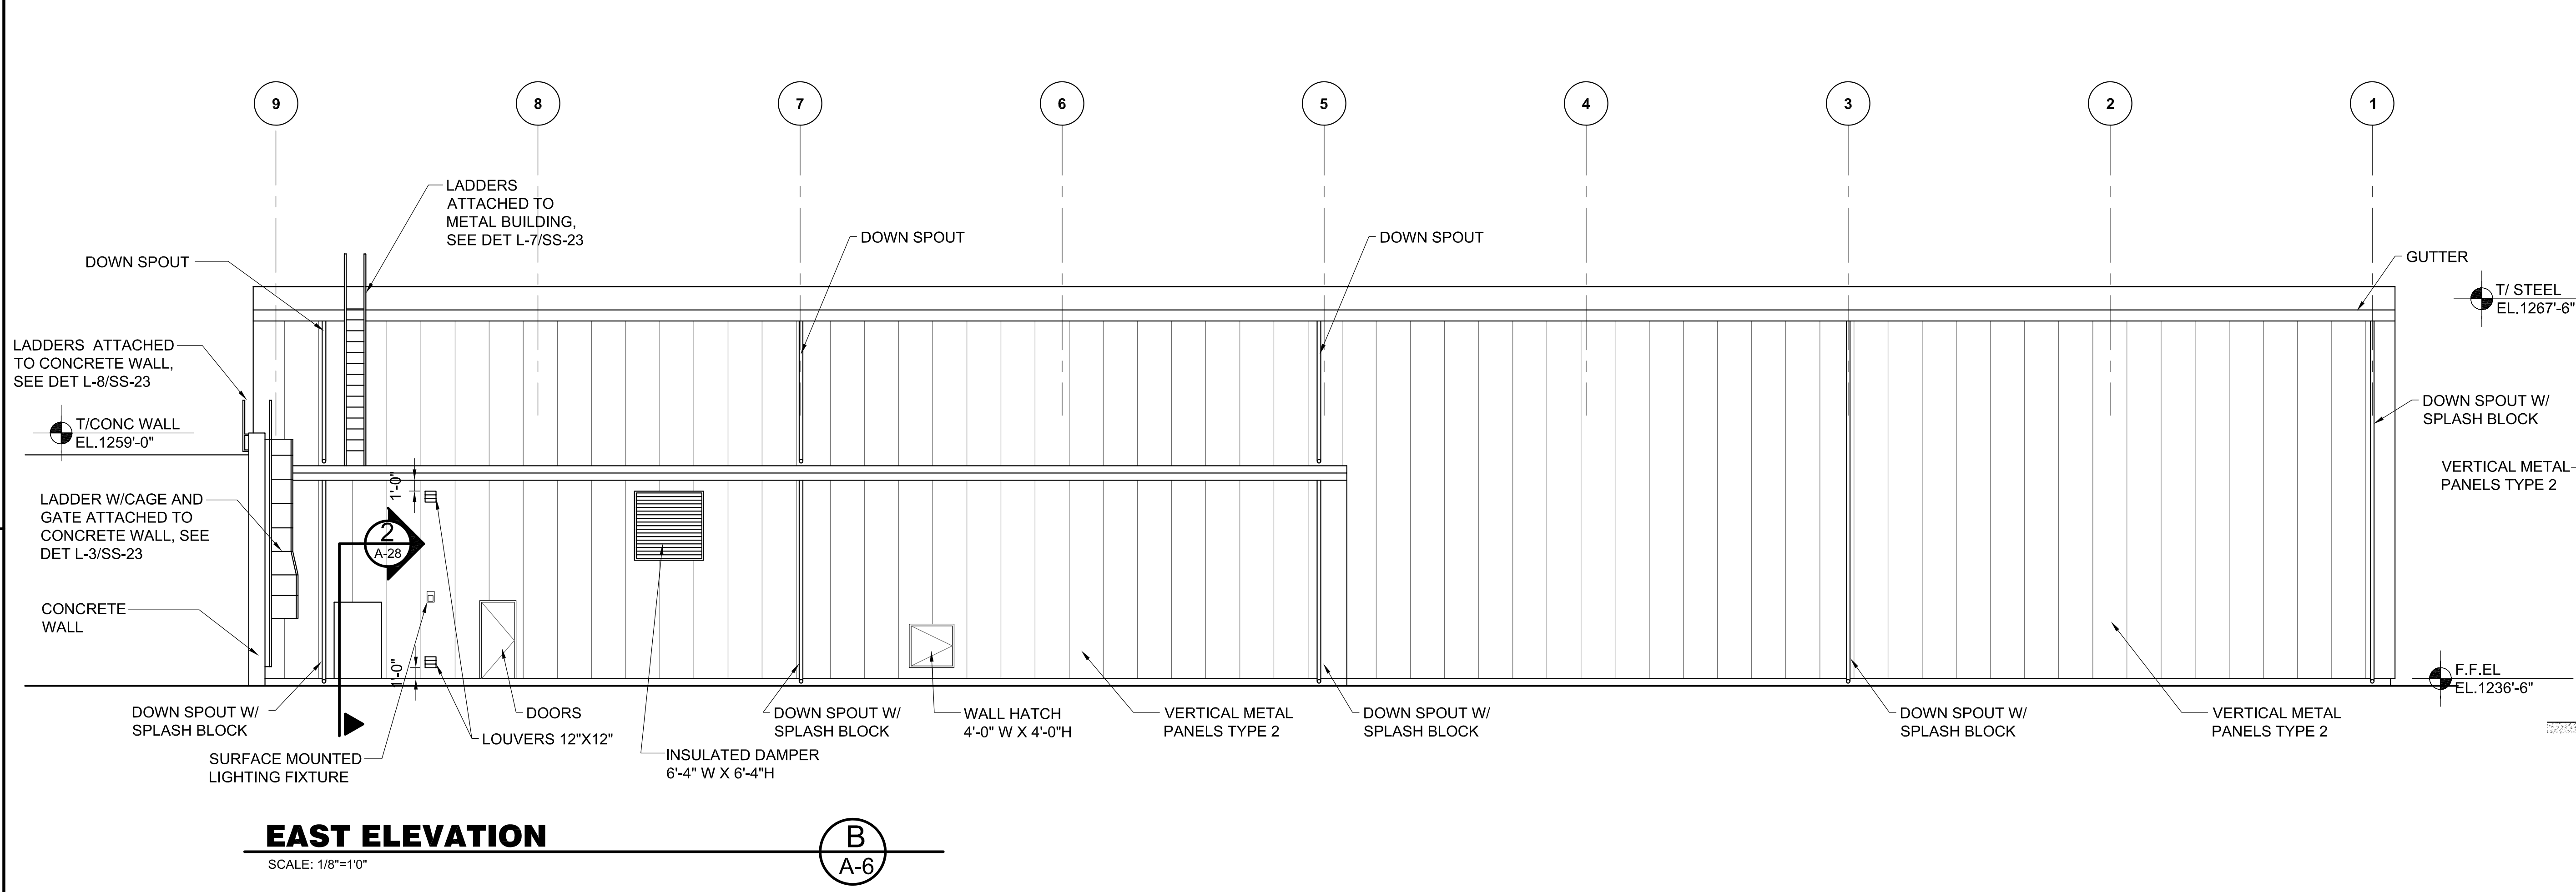 9
8
7
6
5
4
3
2
1
LADDERS
ATTACHED TO
METAL BUILDING,
SEE DET L-7/SS-23
DOWN SPOUT
DOWN SPOUT
DOWN SPOUT
GUTTER
T/ STEEL
EL.1267'-6"
LADDERS ATTACHED
TO CONCRETE WALL,
SEE DET L-8/SS-23
T/CONC WALL
EL.1259'-0"
DOWN SPOUT W/
SPLASH BLOCK
VERTICAL METAL
PANELS TYPE 2
LADDER W/CAGE AND
GATE ATTACHED TO
CONCRETE WALL, SEE
DET L-3/SS-23
1'-0"
2
A-28
CONCRETE
WALL
1'-0"
F.F.EL
EL.1236'-6"
DOWN SPOUT W/
SPLASH BLOCK
SURFACE MOUNTED
LIGHTING FIXTURE
DOORS
LOUVERS 12"X12"
INSULATED DAMPER
6'-4" W X 6'-4"H
DOWN SPOUT W/
SPLASH BLOCK
WALL HATCH
4'-0" W X 4'-0"H
VERTICAL METAL
PANELS TYPE 2
DOWN SPOUT W/
SPLASH BLOCK
DOWN SPOUT W/
SPLASH BLOCK
VERTICAL METAL
PANELS TYPE 2
EAST ELEVATION
SCALE: 1/8"=1'0"
B
A-6